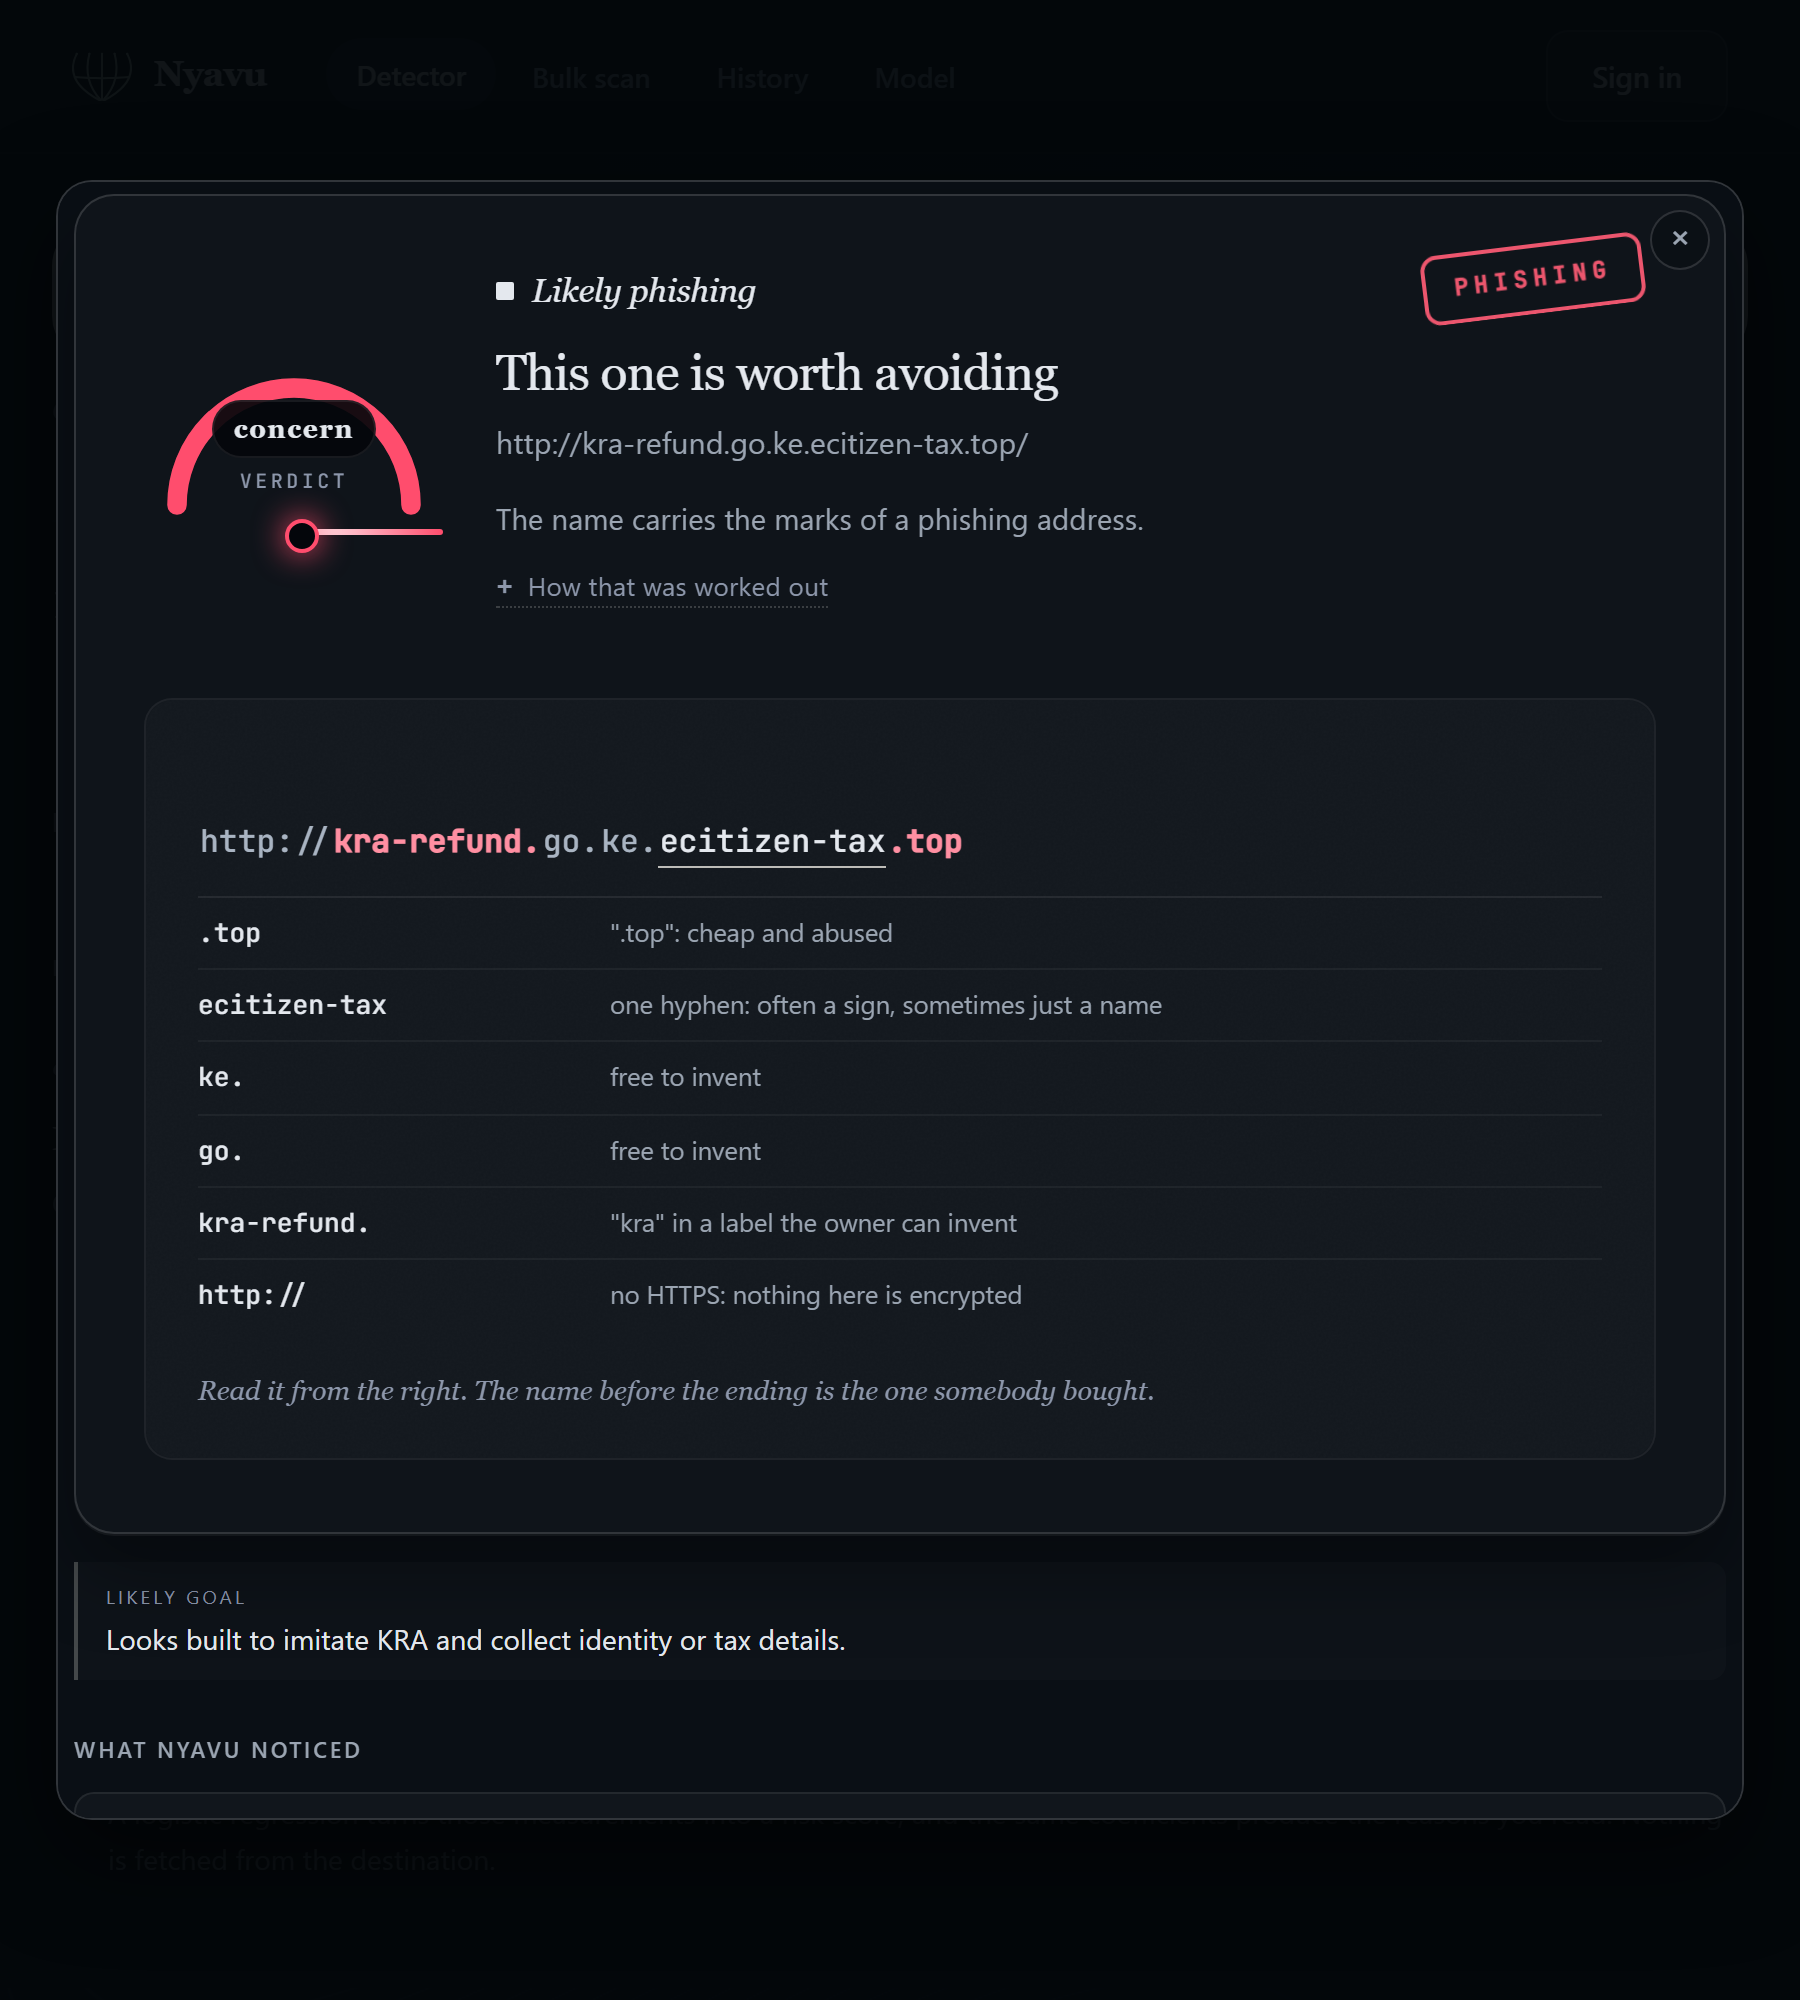 Nyavu Detector Bulk scan History Model Sign in
PHISHING
×
Likely phishing
This one is worth avoiding
http://kra-refund.go.ke.ecitizen-tax.top/
The name carries the marks of a phishing address.
+ How that was worked out
concern
VERDICT
http://kra-refund.go.ke.ecitizen-tax.top
.top ".top": cheap and abused
ecitizen-tax one hyphen: often a sign, sometimes just a name
ke. free to invent
go. free to invent
kra-refund. "kra" in a label the owner can invent
http:// no HTTPS: nothing here is encrypted
Read it from the right. The name before the ending is the one somebody bought.
LIKELY GOAL
Looks built to imitate KRA and collect identity or tax details.
WHAT NYAVU NOTICED
is fetched from the destination.